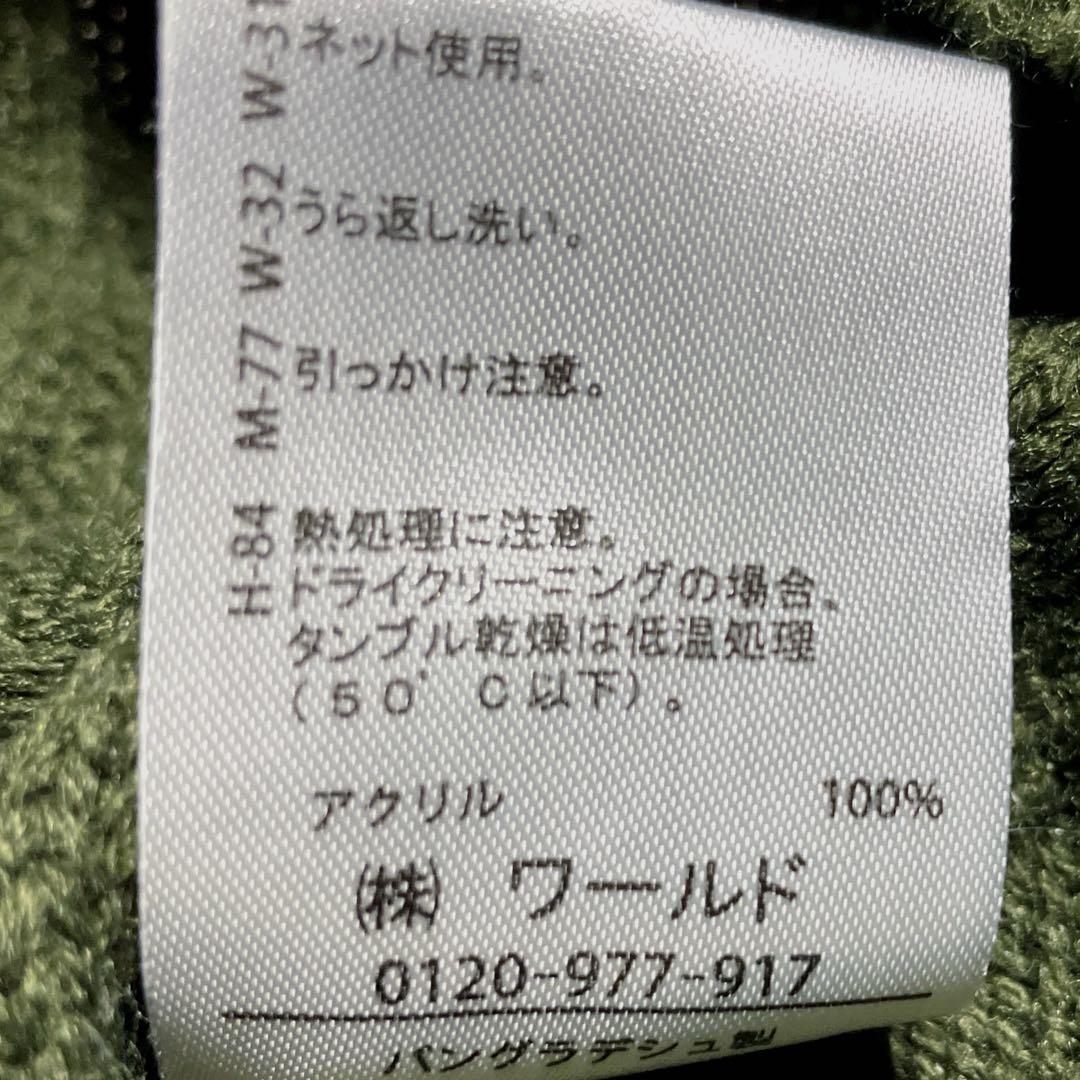 ネット使用。
うら返し洗い。
引っかけ注意。
熱処理に注意。
ドライクリーニングの場合、
タンブル乾燥は低温処理
(50°C以下)。
アクリル 100%
㈱ ワールド
0120-977-917
バングラデシュ製
H-84 M-77 W-32 W-31